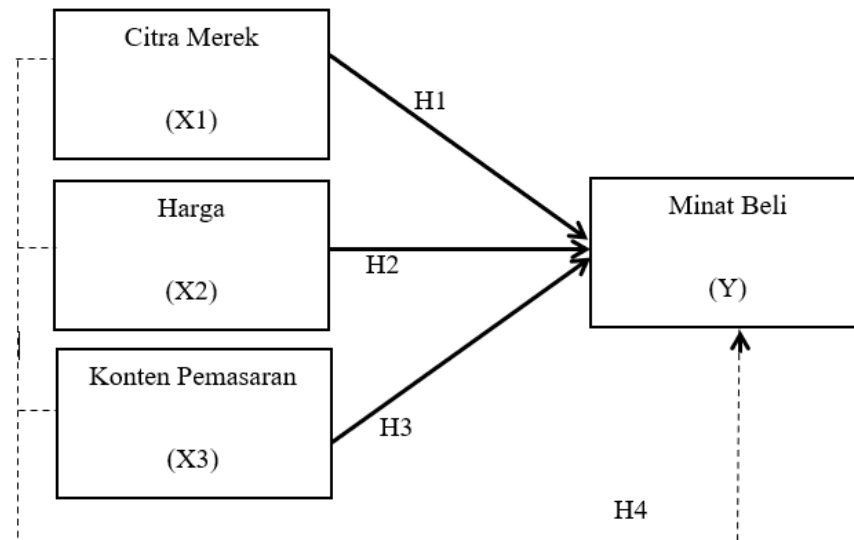 Citra Merek
(X1)
H1
Harga
(X2)
H2
Minat Beli
(Y)
Konten Pemasaran
(X3)
H3
H4